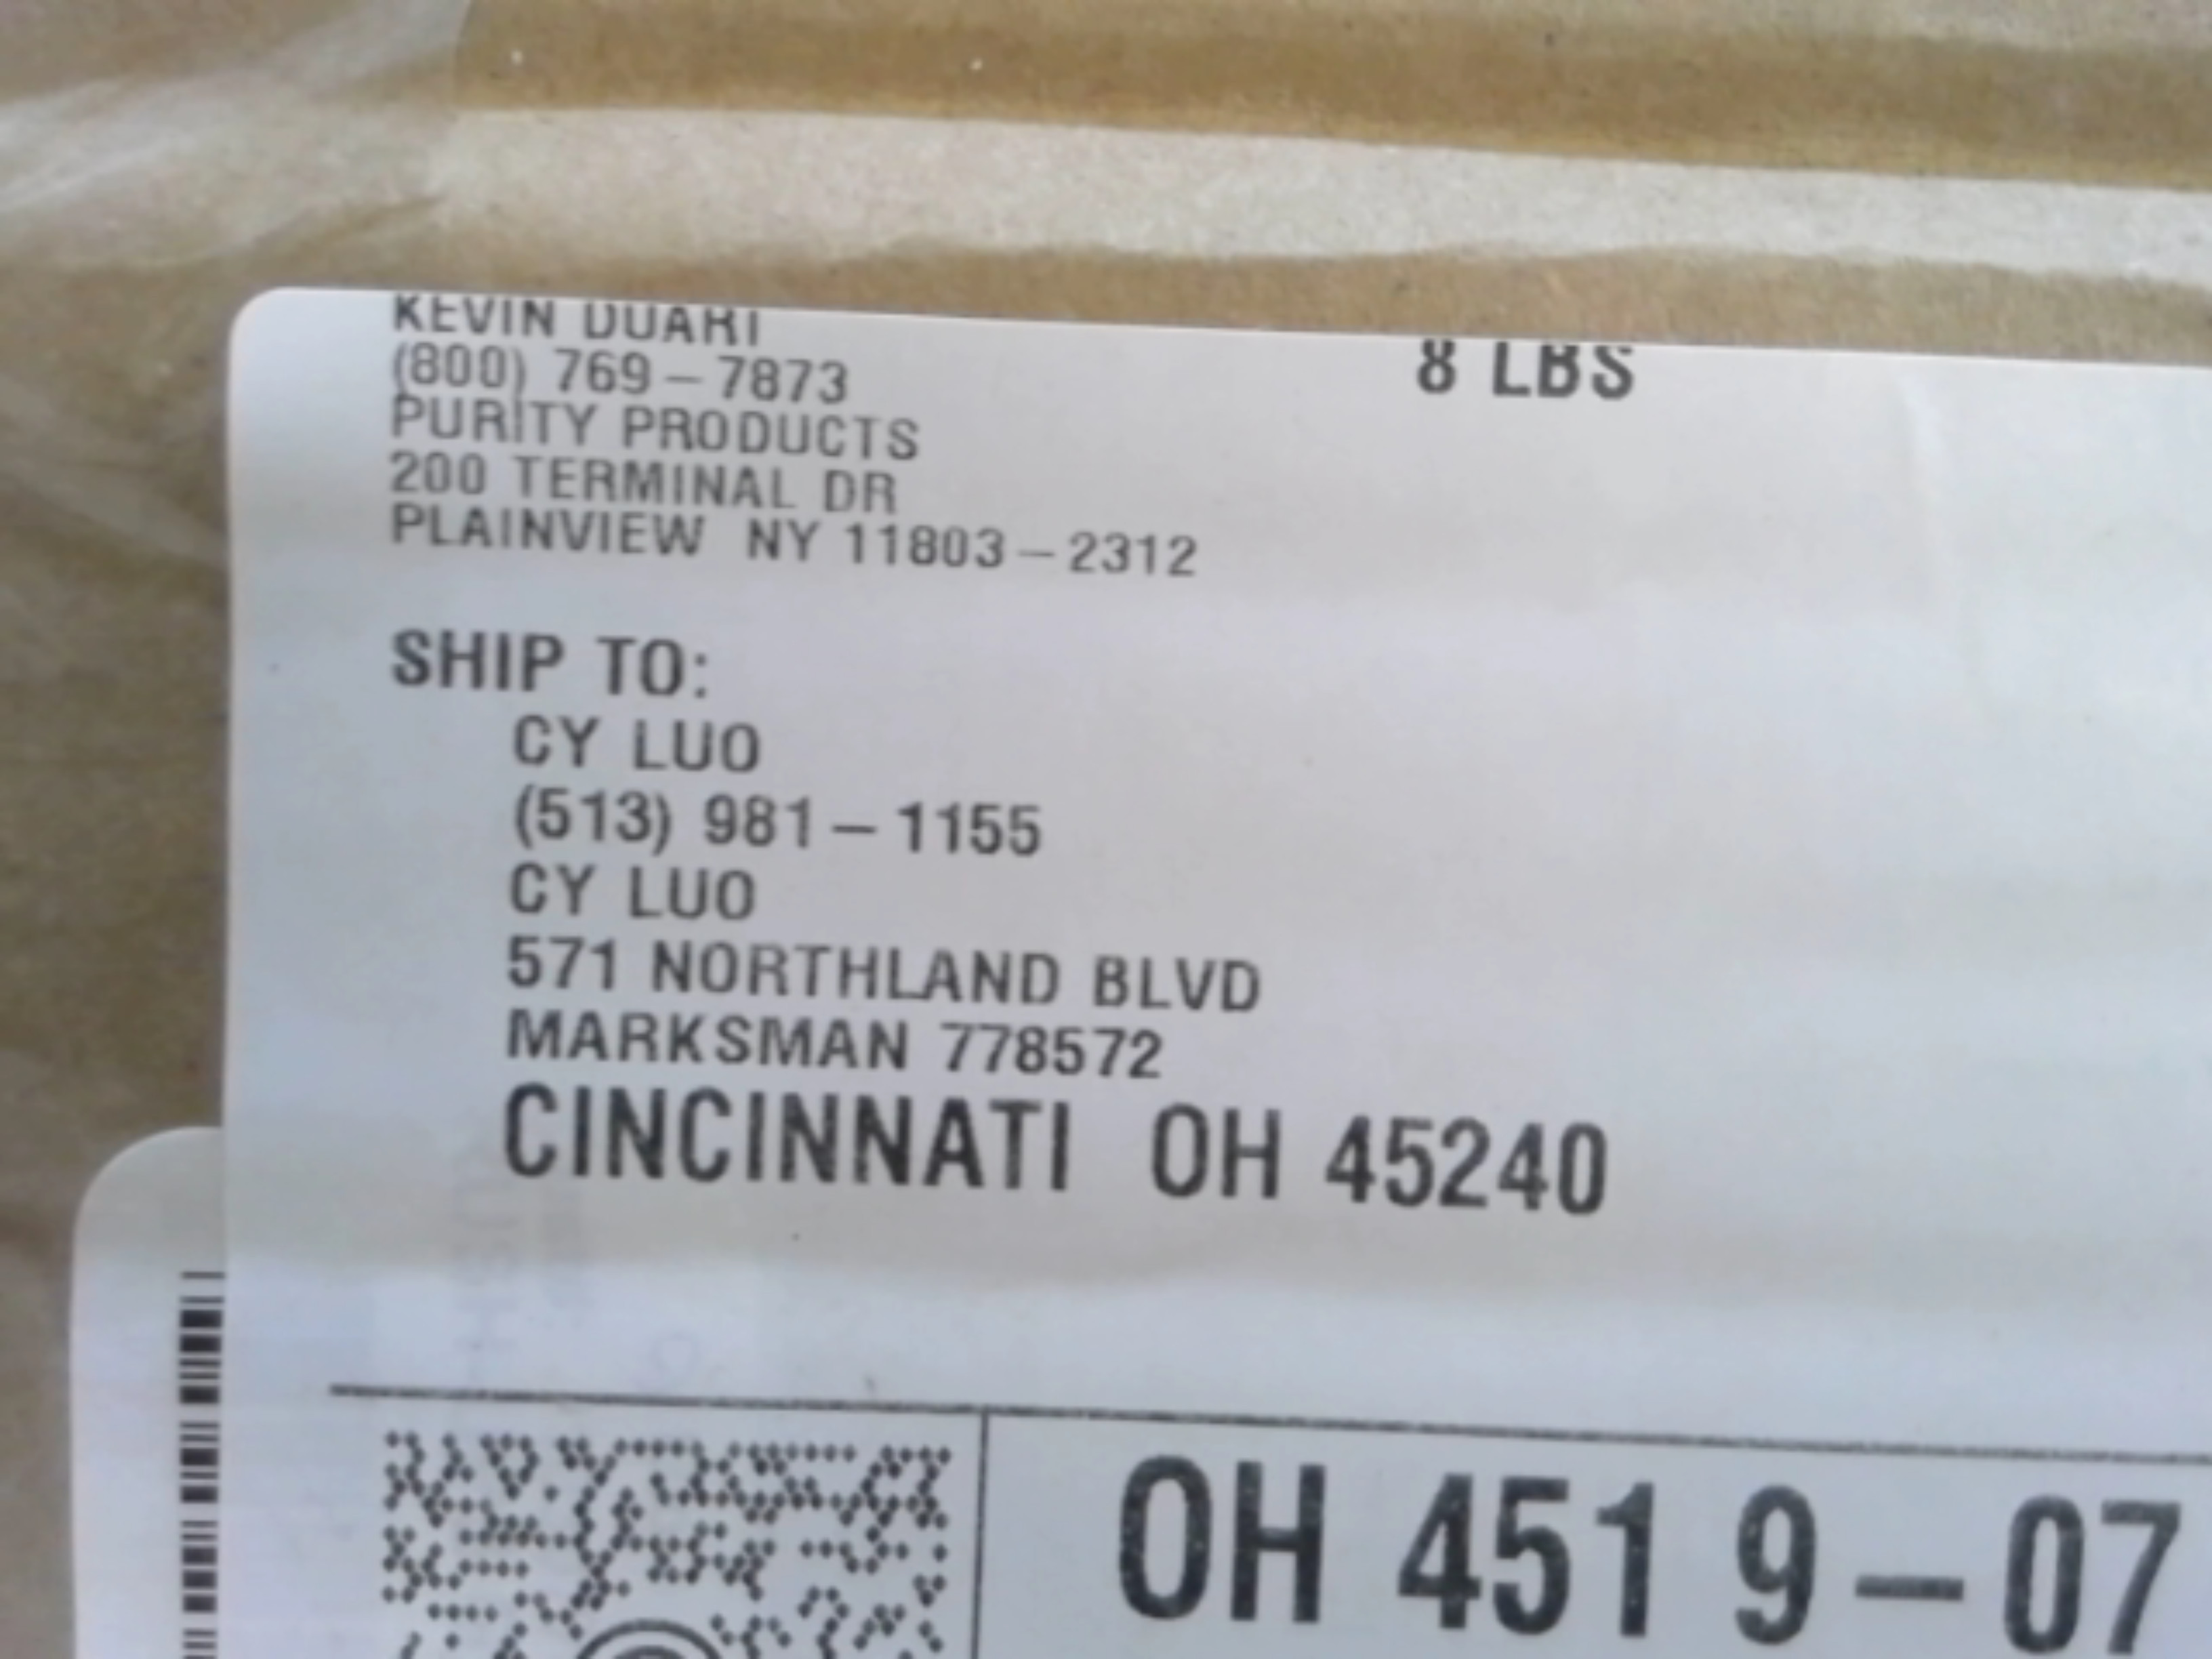 KEVIN DUART
(800) 769-7873
8 LBS
PURITY PRODUCTS
200 TERMINAL DR
PLAINVIEW NY 11803-2312
SHIP TO:
CY LUO
(513) 981-1155
CY LUO
571 NORTHLAND BLVD
MARKSMAN 778572
CINCINNATI OH 45240
OH 451 9-07